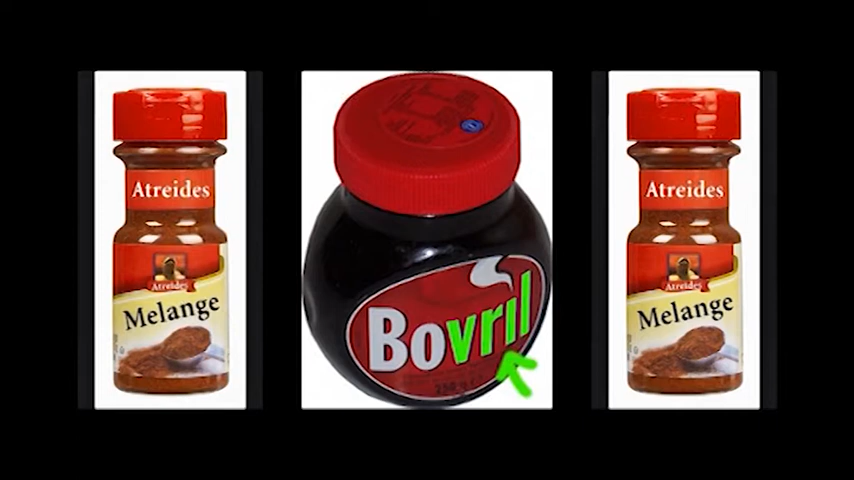 Atreides
Atreides
Melange
Bovril
Atreides
Atreides
Melange